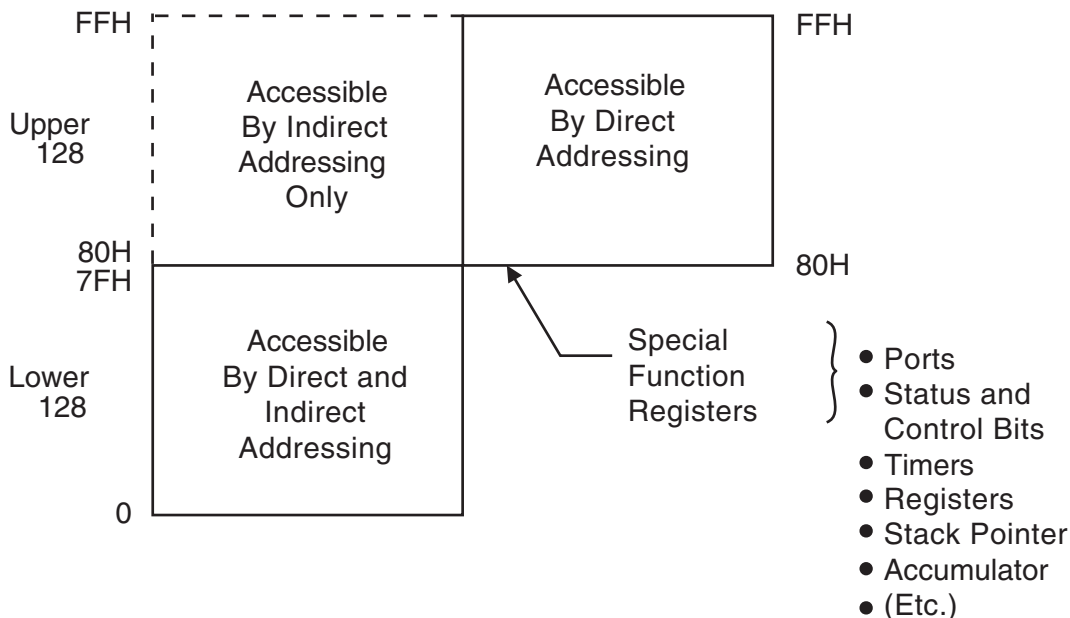 FFH
FFH
Accessible
By Indirect
Addressing
Only
Accessible
By Direct
Addressing
Upper
128
80H
7FH
80H
Accessible
By Direct and
Indirect
Addressing
Lower
128
0
Special
Function
Registers
• Ports
• Status and
Control Bits
• Timers
• Registers
• Stack Pointer
• Accumulator
• (Etc.)